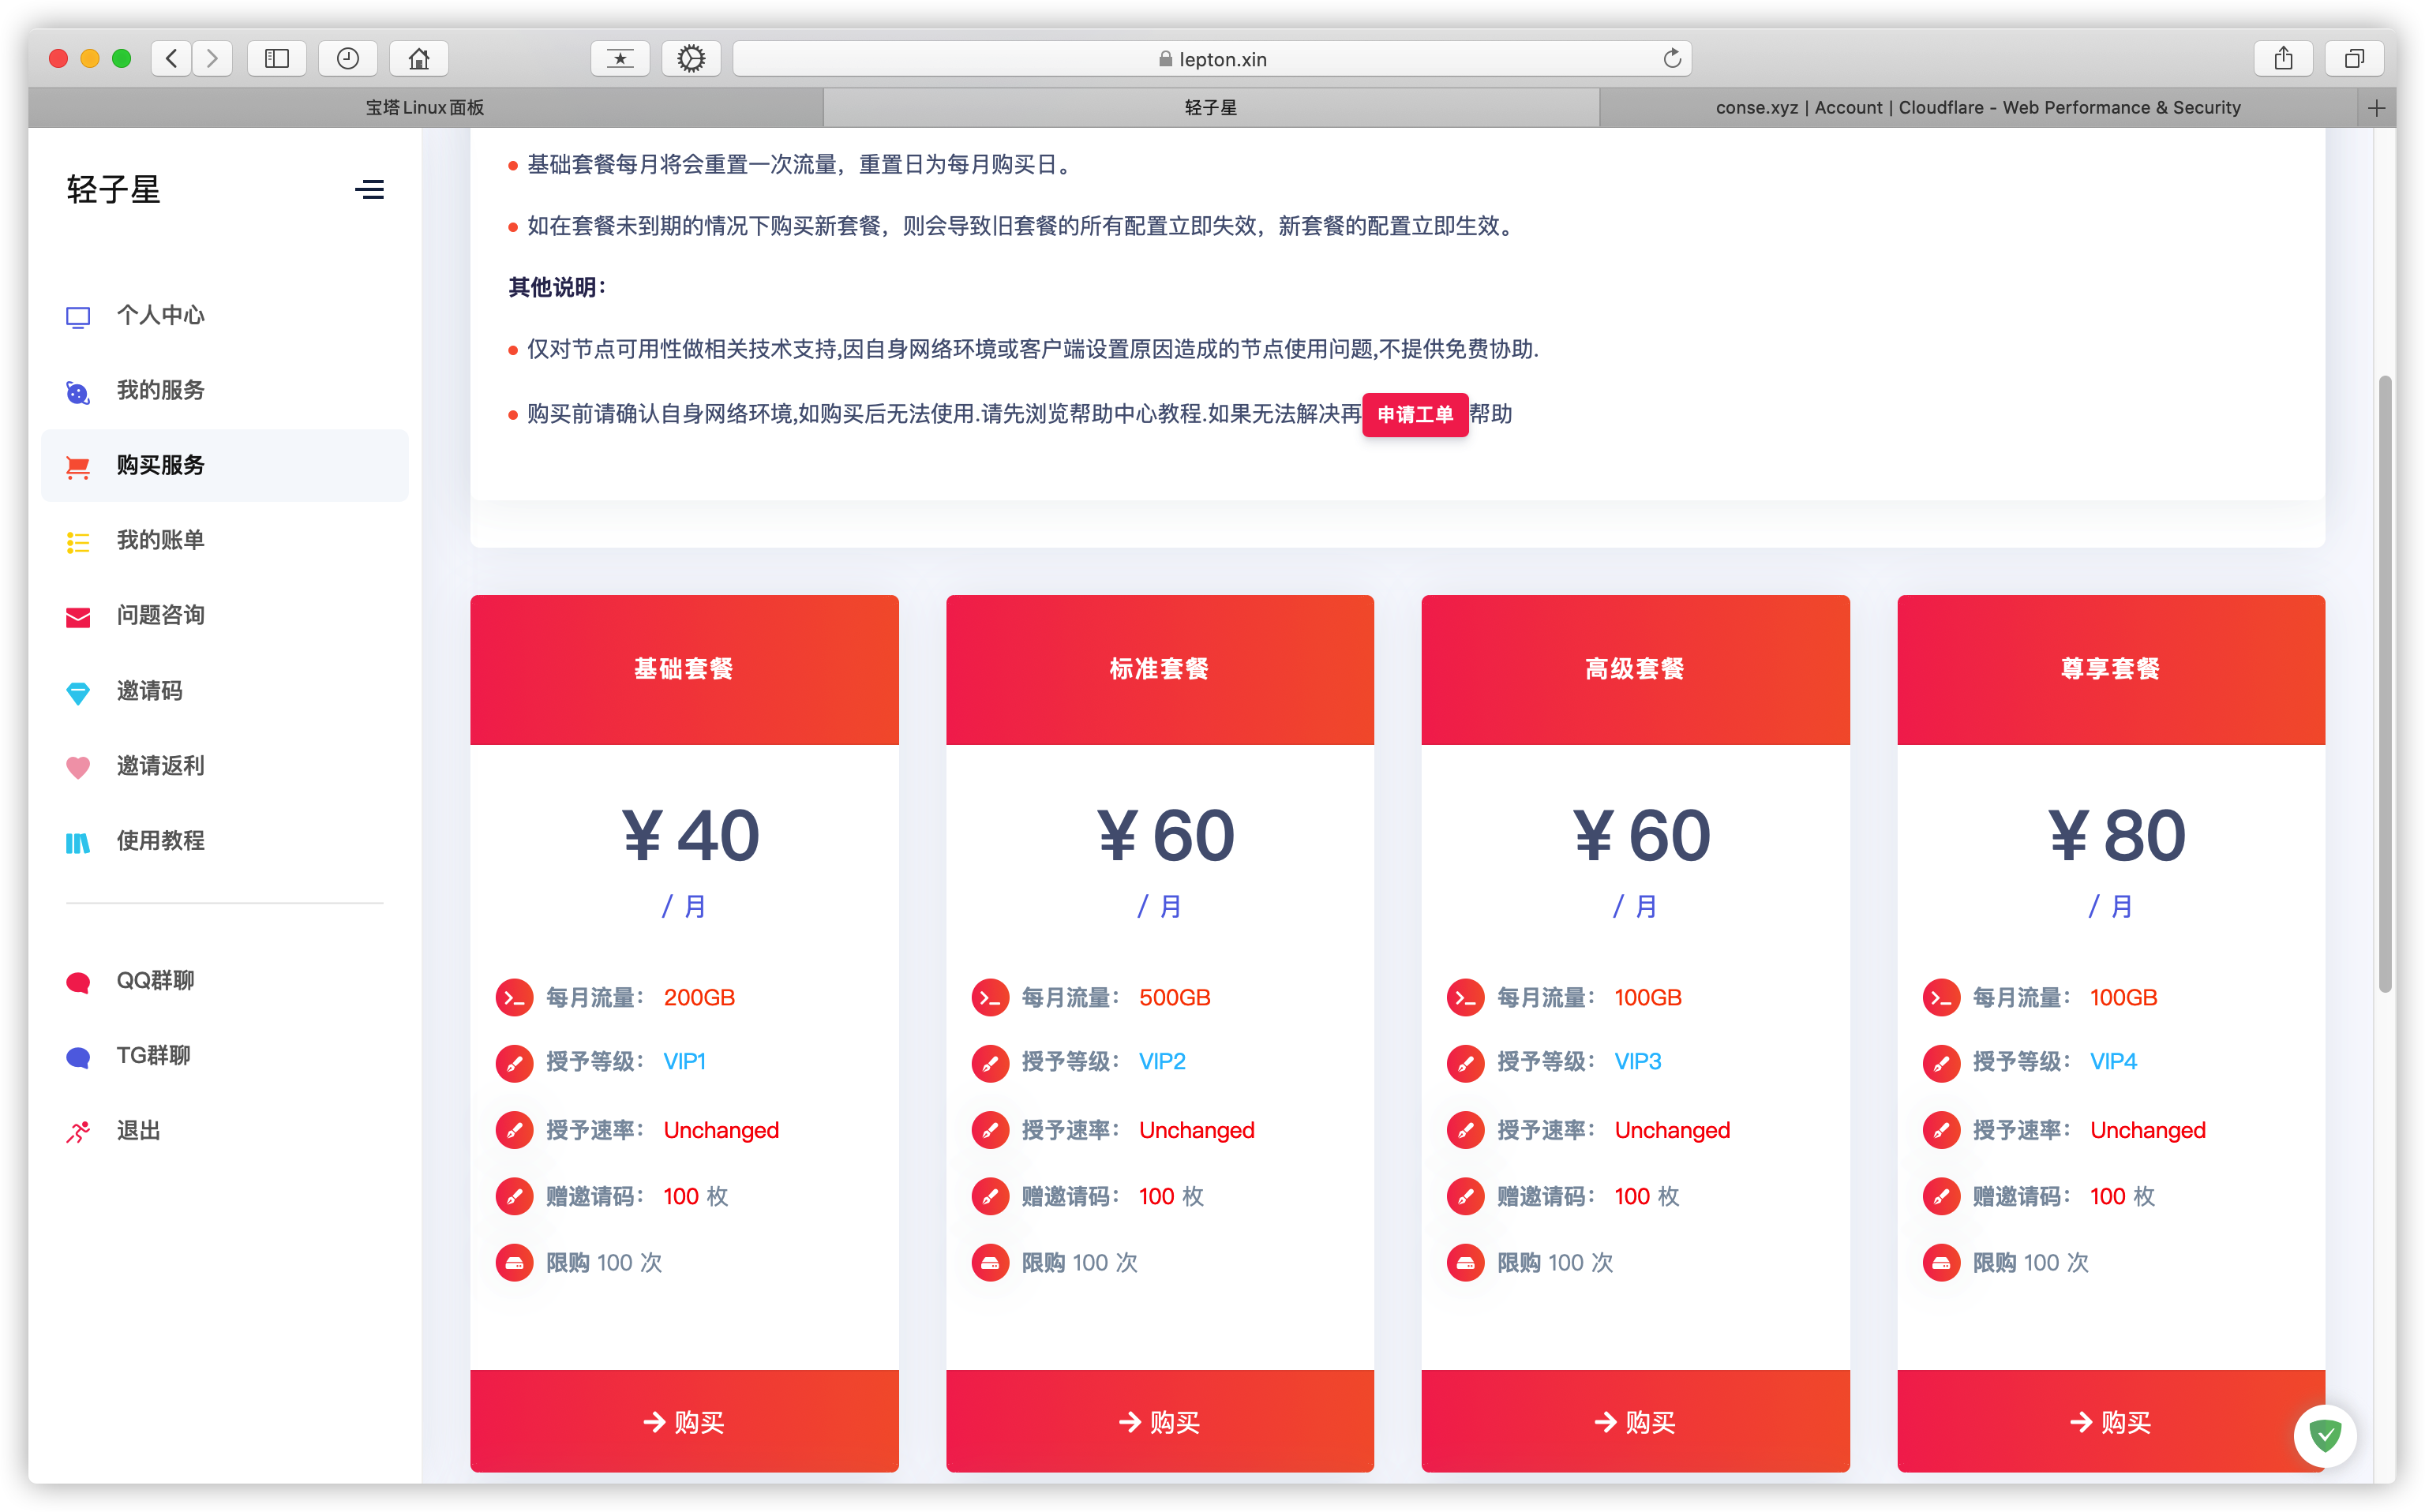 lepton.xin
宝塔Linux面板
轻子星
conse.xyz | Account | Cloudflare - Web Performance & Security
轻子星
个人中心
我的服务
购买服务
我的账单
问题咨询
邀请码
邀请返利
使用教程
QQ群聊
TG群聊
退出
基础套餐每月将会重置一次流量，重置日为每月购买日。
如在套餐未到期的情况下购买新套餐，则会导致旧套餐的所有配置立即失效，新套餐的配置立即生效。
其他说明：
仅对节点可用性做相关技术支持,因自身网络环境或客户端设置原因造成的节点使用问题,不提供免费协助.
购买前请确认自身网络环境,如购买后无法使用.请先浏览帮助中心教程.如果无法解决再 申请工单 帮助
基础套餐
¥ 40
/ 月
每月流量： 200GB
授予等级： VIP1
授予速率： Unchanged
赠邀请码： 100 枚
限购 100 次
购买
标准套餐
¥ 60
/ 月
每月流量： 500GB
授予等级： VIP2
授予速率： Unchanged
赠邀请码： 100 枚
限购 100 次
购买
高级套餐
¥ 60
/ 月
每月流量： 100GB
授予等级： VIP3
授予速率： Unchanged
赠邀请码： 100 枚
限购 100 次
购买
尊享套餐
¥ 80
/ 月
每月流量： 100GB
授予等级： VIP4
授予速率： Unchanged
赠邀请码： 100 枚
限购 100 次
购买